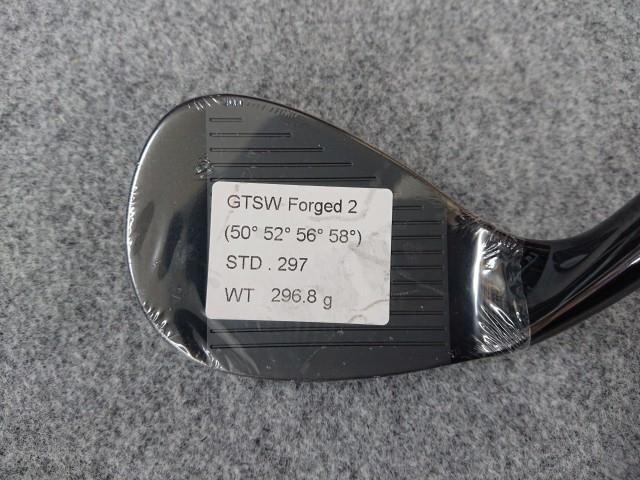 GTSW Forged 2
(50° 52° 56° 58°)
STD . 297
WT 296.8 g